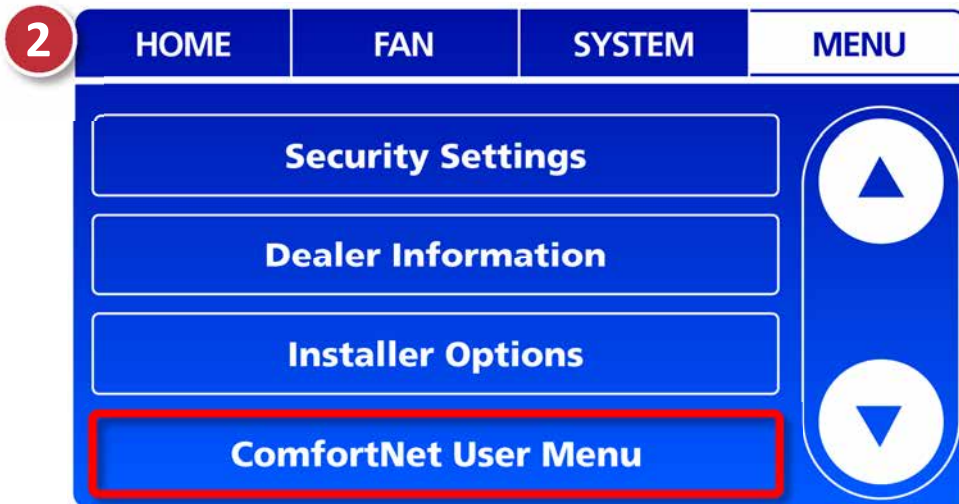 2
HOME FAN SYSTEM MENU
Security Settings
Dealer Information
Installer Options
ComfortNet User Menu